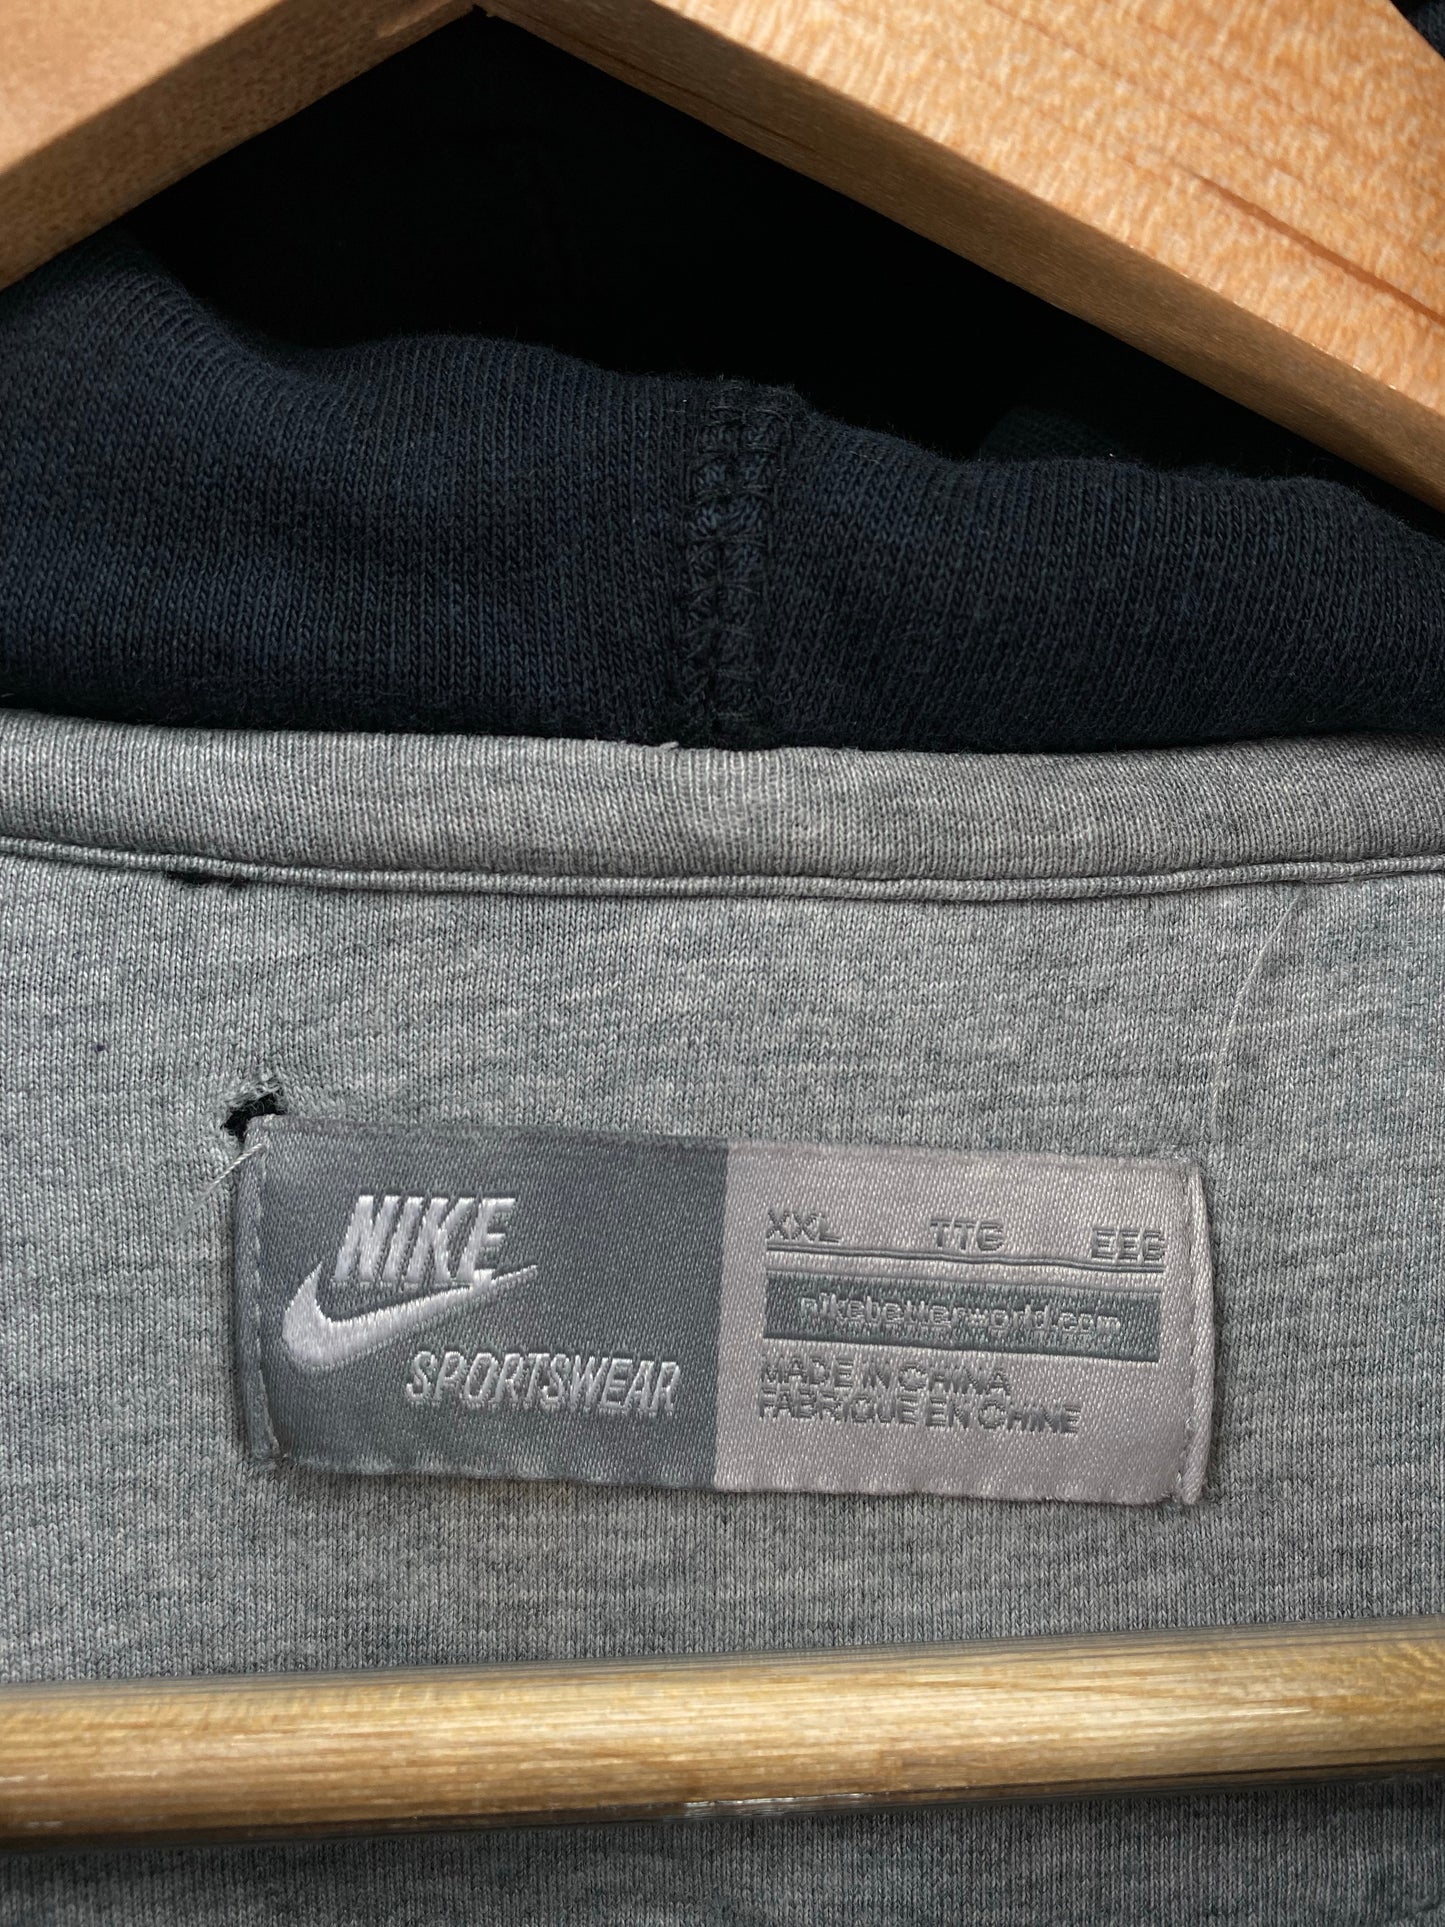 NIKE
SPORTSWEAR
XXL TTG EEG
nikebetterworld.com
MADE IN CHINA
FABRIQUE EN CHINE